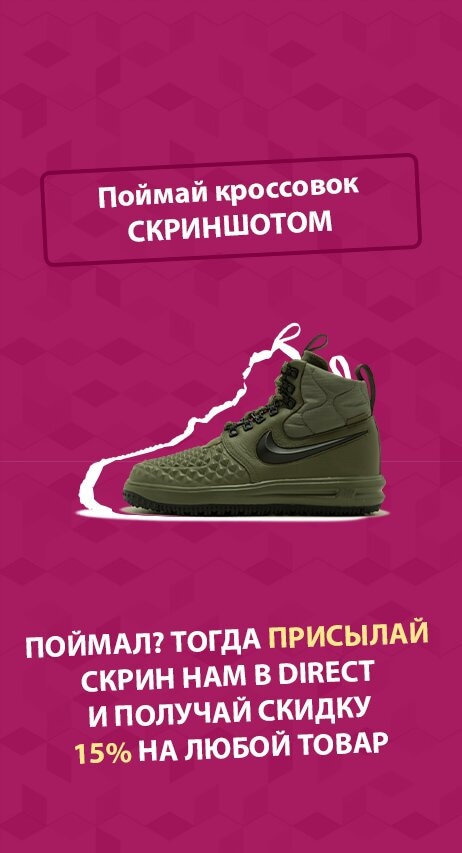 Поймай кроссовок
СКРИНШОТОМ
ПОЙМАЛ? ТОГДА ПРИСЫЛАЙ
СКРИН НАМ В DIRECT
И ПОЛУЧАЙ СКИДКУ
15% НА ЛЮБОЙ ТОВАР